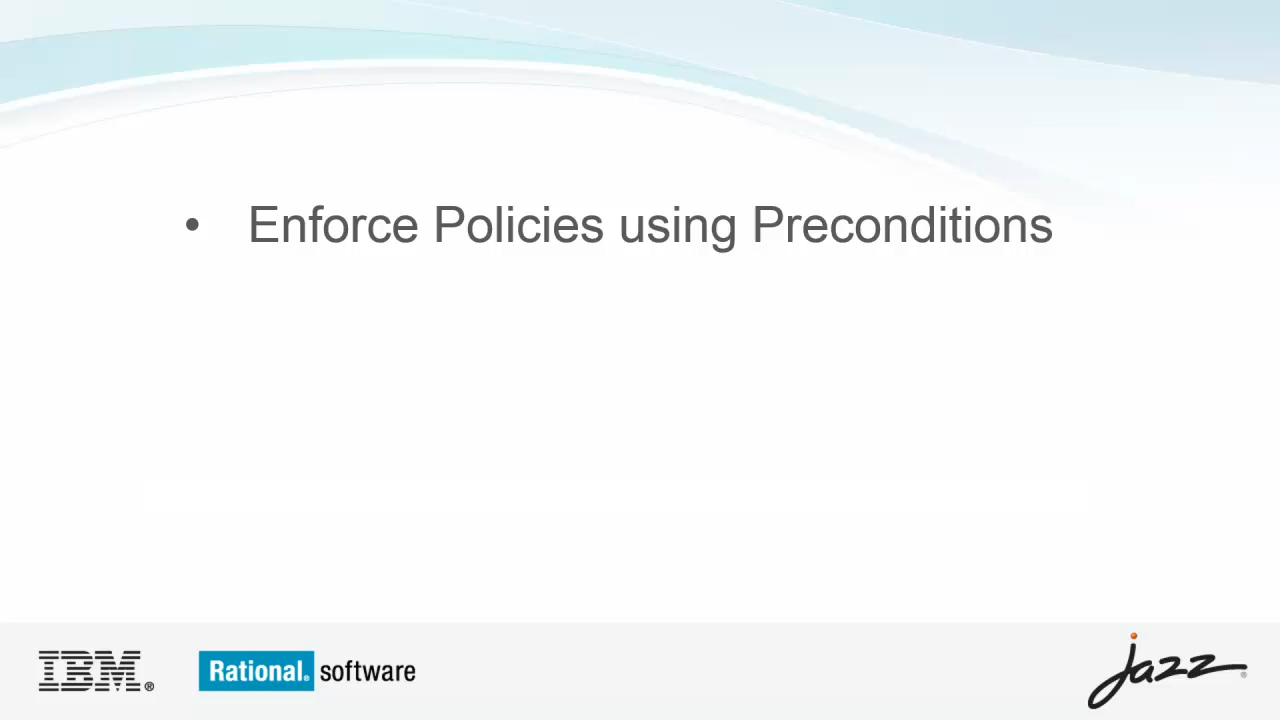 • Enforce Policies using Preconditions
IBM® Rational® software jazz®